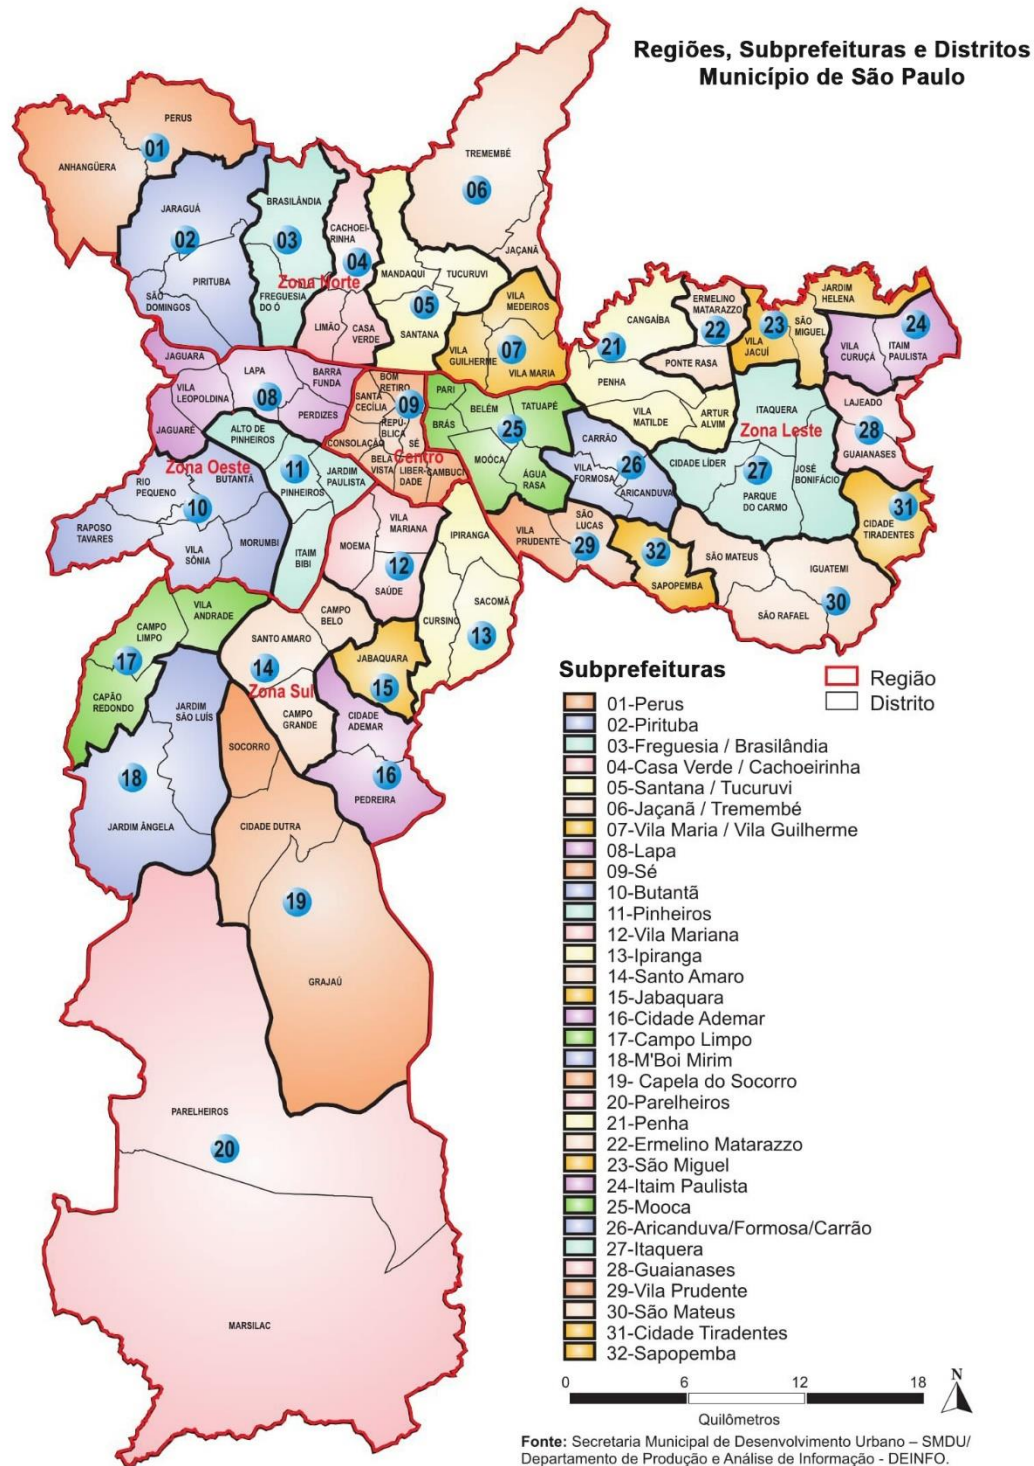 Regiões, Subprefeituras e Distritos
Município de São Paulo
PERUS
01
ANHANGÜERA
TREMEMBÉ
06
JAÇANÃ
JARAGUÁ
02
PIRITUBA
SÃO
DOMINGOS
BRASILÂNDIA
03
Zona Norte
FREGUESIA
DO Ó
CACHOEI-
RINHA
04
LIMÃO
CASA
VERDE
MANDAQUI
TUCURUVI
05
SANTANA
VILA
MEDEIROS
07
VILA
GUILHERME
VILA MARIA
CANGAÍBA
21
PENHA
VILA
MATILDE
ARTUR
ALVIM
ERMELINO
MATARAZZO
22
PONTE RASA
JARDIM
HELENA
23
SÃO
MIGUEL
VILA
JACUÍ
24
VILA
CURUÇÁ
ITAIM
PAULISTA
LAJEADO
28
GUAIANASES
JAGUARA
VILA
LEOPOLDINA
JAGUARÉ
LAPA
08
BARRA
FUNDA
PERDIZES
BOM
RETIRO
SANTA
CECÍLIA
09
REPÚ-
BLICA
CONSOLAÇÃO
SÉ
Centro
BELA
VISTA
LIBER-
DADE
CAMBUCI
PARI
BRÁS
BELÉM
TATUAPÉ
25
MOÓCA
ÁGUA
RASA
CARRÃO
26
VILA
FORMOSA
ARICANDUVA
ITAQUERA
Zona Leste
CIDADE LÍDER
27
JOSÉ
BONIFÁCIO
PARQUE
DO CARMO
31
CIDADE
TIRADENTES
ALTO DE
PINHEIROS
11
PINHEIROS
JARDIM
PAULISTA
ITAIM
BIBI
Zona Oeste
BUTANTÃ
RIO
PEQUENO
10
RAPOSO
TAVARES
VILA
SÔNIA
MORUMBI
VILA
MARIANA
MOEMA
12
SAÚDE
IPIRANGA
SACOMÃ
CURSINO
13
VILA
PRUDENTE
SÃO
LUCAS
29
32
SAPOPEMBA
SÃO MATEUS
IGUATEMI
30
SÃO RAFAEL
VILA
ANDRADE
CAMPO
LIMPO
17
CAPÃO
REDONDO
CAMPO
BELO
SANTO AMARO
14
Zona Sul
CAMPO
GRANDE
JABAQUARA
15
JARDIM
SÃO LUÍS
18
JARDIM ÂNGELA
CIDADE
ADEMAR
16
PEDREIRA
SOCORRO
CIDADE DUTRA
19
GRAJAÚ
PARELHEIROS
20
MARSILAC
Subprefeituras
Região
Distrito
01-Perus
02-Pirituba
03-Freguesia / Brasilândia
04-Casa Verde / Cachoeirinha
05-Santana / Tucuruvi
06-Jaçanã / Tremembé
07-Vila Maria / Vila Guilherme
08-Lapa
09-Sé
10-Butantã
11-Pinheiros
12-Vila Mariana
13-Ipiranga
14-Santo Amaro
15-Jabaquara
16-Cidade Ademar
17-Campo Limpo
18-M'Boi Mirim
19- Capela do Socorro
20-Parelheiros
21-Penha
22-Ermelino Matarazzo
23-São Miguel
24-Itaim Paulista
25-Mooca
26-Aricanduva/Formosa/Carrão
27-Itaquera
28-Guaianases
29-Vila Prudente
30-São Mateus
31-Cidade Tiradentes
32-Sapopemba
0 6 12 18
N
Quilômetros
Fonte: Secretaria Municipal de Desenvolvimento Urbano – SMDU/
Departamento de Produção e Análise de Informação - DEINFO.